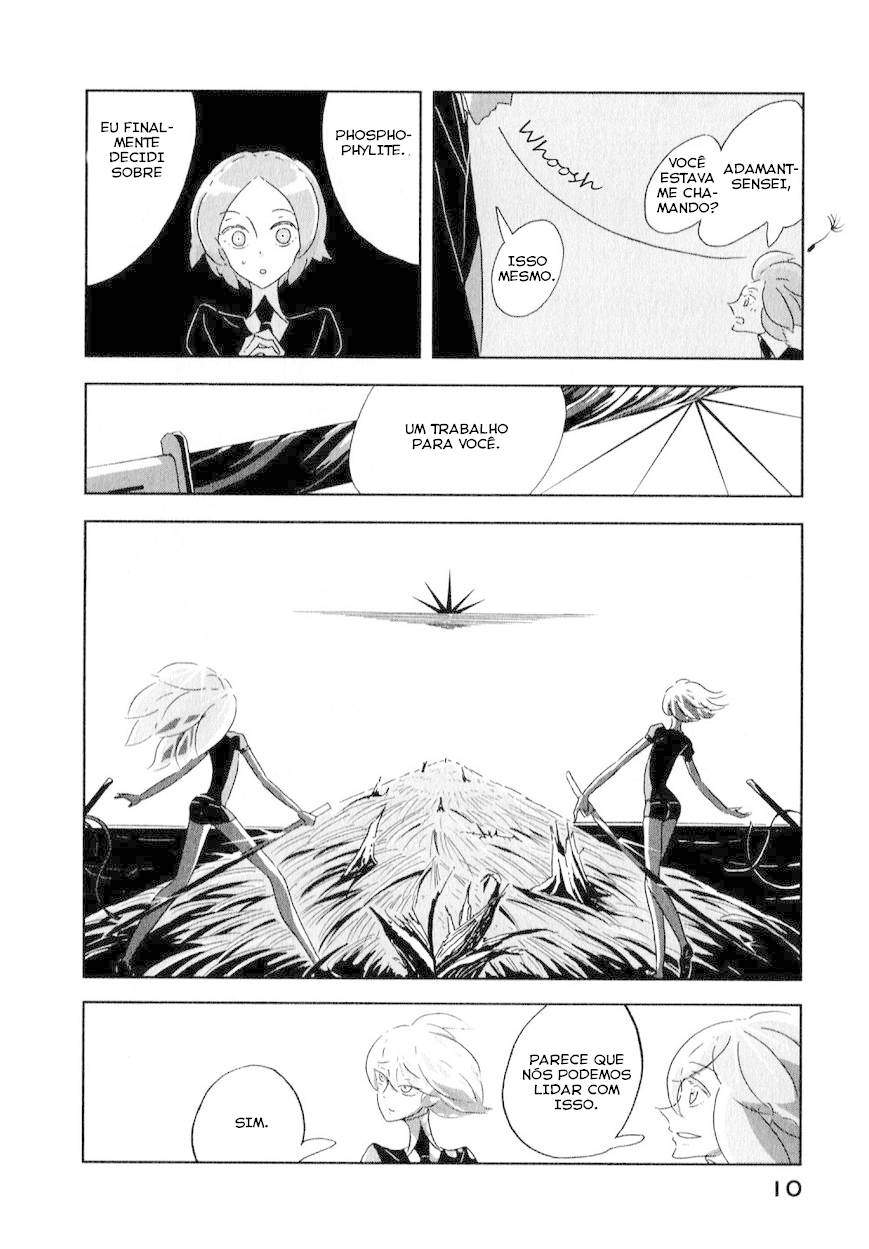 ADAMANT-
SENSEI,
VOCÊ
ESTAVA
ME CHA-
MANDO?
Whoosh
ISSO
MESMO.
PHOSPHO-
PHYLITE.
EU FINAL-
MENTE
DECIDI
SOBRE
UM TRABALHO
PARA VOCÊ.
PARECE QUE
NÓS PODEMOS
LIDAR COM
ISSO.
SIM.
10